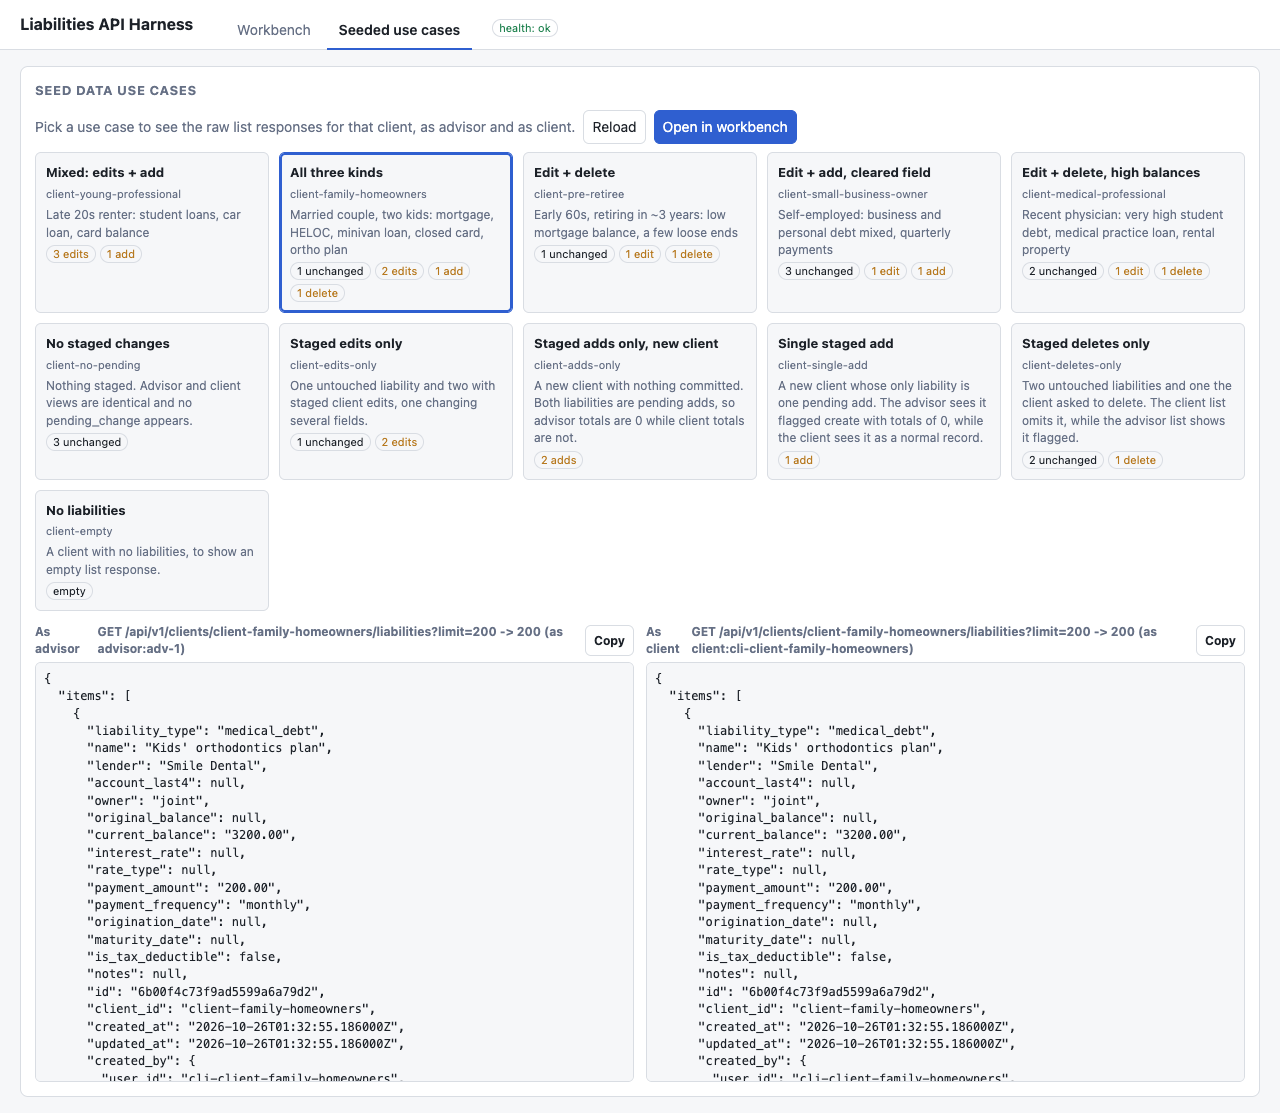 Liabilities API Harness
Workbench
Seeded use cases
health: ok
SEED DATA USE CASES
Pick a use case to see the raw list responses for that client, as advisor and as client.
Reload
Open in workbench
Mixed: edits + add
client-young-professional
Late 20s renter: student loans, car
loan, card balance
3 edits
1 add
All three kinds
client-family-homeowners
Married couple, two kids: mortgage,
HELOC, minivan loan, closed card,
ortho plan
1 unchanged
2 edits
1 add
1 delete
Edit + delete
client-pre-retiree
Early 60s, retiring in ~3 years: low
mortgage balance, a few loose ends
1 unchanged
1 edit
1 delete
Edit + add, cleared field
client-small-business-owner
Self-employed: business and
personal debt mixed, quarterly
payments
3 unchanged
1 edit
1 add
Edit + delete, high balances
client-medical-professional
Recent physician: very high student
debt, medical practice loan, rental
property
2 unchanged
1 edit
1 delete
No staged changes
client-no-pending
Nothing staged. Advisor and client
views are identical and no
pending_change appears.
3 unchanged
Staged edits only
client-edits-only
One untouched liability and two with
staged client edits, one changing
several fields.
1 unchanged
2 edits
Staged adds only, new client
client-adds-only
A new client with nothing committed.
Both liabilities are pending adds, so
advisor totals are 0 while client totals
are not.
2 adds
Single staged add
client-single-add
A new client whose only liability is
one pending add. The advisor sees it
flagged create with totals of 0, while
the client sees it as a normal record.
1 add
Staged deletes only
client-deletes-only
Two untouched liabilities and one the
client asked to delete. The client list
omits it, while the advisor list shows
it flagged.
2 unchanged
1 delete
No liabilities
client-empty
A client with no liabilities, to show an
empty list response.
empty
As
advisor
GET /api/v1/clients/client-family-homeowners/liabilities?limit=200 -> 200 (as
advisor:adv-1)
Copy
{
"items": [
{
"liability_type": "medical_debt",
"name": "Kids' orthodontics plan",
"lender": "Smile Dental",
"account_last4": null,
"owner": "joint",
"original_balance": null,
"current_balance": "3200.00",
"interest_rate": null,
"rate_type": null,
"payment_amount": "200.00",
"payment_frequency": "monthly",
"origination_date": null,
"maturity_date": null,
"is_tax_deductible": false,
"notes": null,
"id": "6b00f4c73f9ad5599a6a79d2",
"client_id": "client-family-homeowners",
"created_at": "2026-10-26T01:32:55.186000Z",
"updated_at": "2026-10-26T01:32:55.186000Z",
"created_by": {
"user_id": "cli-client-family-homeowners",
As
client
GET /api/v1/clients/client-family-homeowners/liabilities?limit=200 -> 200 (as
client:cli-client-family-homeowners)
Copy
{
"items": [
{
"liability_type": "medical_debt",
"name": "Kids' orthodontics plan",
"lender": "Smile Dental",
"account_last4": null,
"owner": "joint",
"original_balance": null,
"current_balance": "3200.00",
"interest_rate": null,
"rate_type": null,
"payment_amount": "200.00",
"payment_frequency": "monthly",
"origination_date": null,
"maturity_date": null,
"is_tax_deductible": false,
"notes": null,
"id": "6b00f4c73f9ad5599a6a79d2",
"client_id": "client-family-homeowners",
"created_at": "2026-10-26T01:32:55.186000Z",
"updated_at": "2026-10-26T01:32:55.186000Z",
"created_by": {
"user_id": "cli-client-family-homeowners",